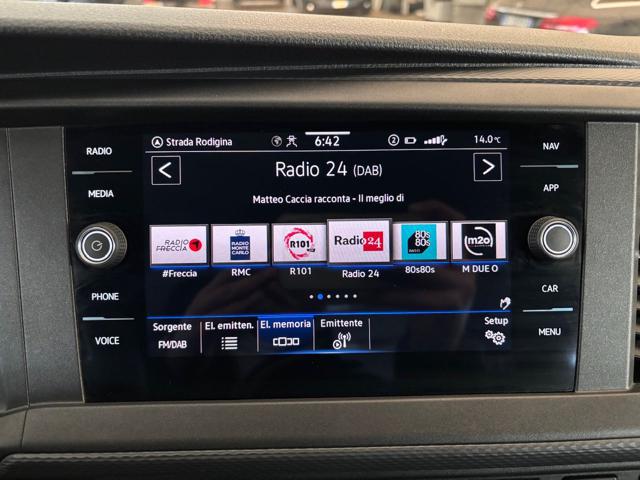 RADIO
MEDIA
PHONE
VOICE
Strada Rodigina
6:42
2
14.0°C
Radio 24 (DAB)
Matteo Caccia racconta - Il meglio di
RADIO FRECCIA
RADIO MONTE CARLO
R101
Radio24
80s 80s
m2o
#Freccia
RMC
R101
Radio 24
80s80s
M DUE O
Sorgente
FM/DAB
El. emitten.
El. memoria
Emittente
Setup
NAV
APP
CAR
MENU